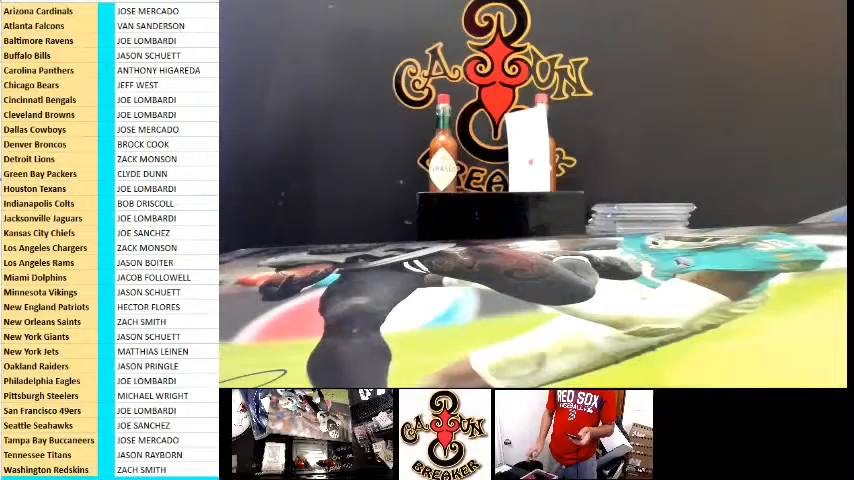 Arizona Cardinals JOSE MERCADO
Atlanta Falcons VAN SANDERSON
Baltimore Ravens JOE LOMBARDI
Buffalo Bills JASON SCHUETT
Carolina Panthers ANTHONY HIGAREDA
Chicago Bears JEFF WEST
Cincinnati Bengals JOE LOMBARDI
Cleveland Browns JOE LOMBARDI
Dallas Cowboys JOSE MERCADO
Denver Broncos BROCK COOK
Detroit Lions ZACK MONSON
Green Bay Packers CLYDE DUNN
Houston Texans JOE LOMBARDI
Indianapolis Colts BOB DRISCOLL
Jacksonville Jaguars JOE LOMBARDI
Kansas City Chiefs JOE SANCHEZ
Los Angeles Chargers ZACK MONSON
Los Angeles Rams JASON BOITER
Miami Dolphins JACOB FOLLOWELL
Minnesota Vikings JASON SCHUETT
New England Patriots HECTOR FLORES
New Orleans Saints ZACH SMITH
New York Giants JASON SCHUETT
New York Jets MATTHIAS LEINEN
Oakland Raiders JASON PRINGLE
Philadelphia Eagles JOE LOMBARDI
Pittsburgh Steelers MICHAEL WRIGHT
San Francisco 49ers JOE LOMBARDI
Seattle Seahawks JOE SANCHEZ
Tampa Bay Buccaneers JOSE MERCADO
Tennessee Titans JASON RAYBORN
Washington Redskins ZACH SMITH
CAJUN
BREAKER
CAJUN
BREAKER
RED SOX
BASEBALL